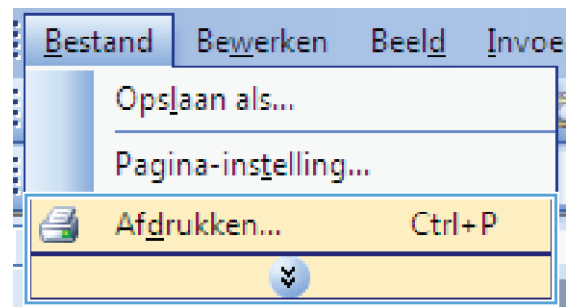 Bestand Bewerken Beeld Invoe
Opslaan als...
Pagina-instelling...
Afdrukken... Ctrl+P